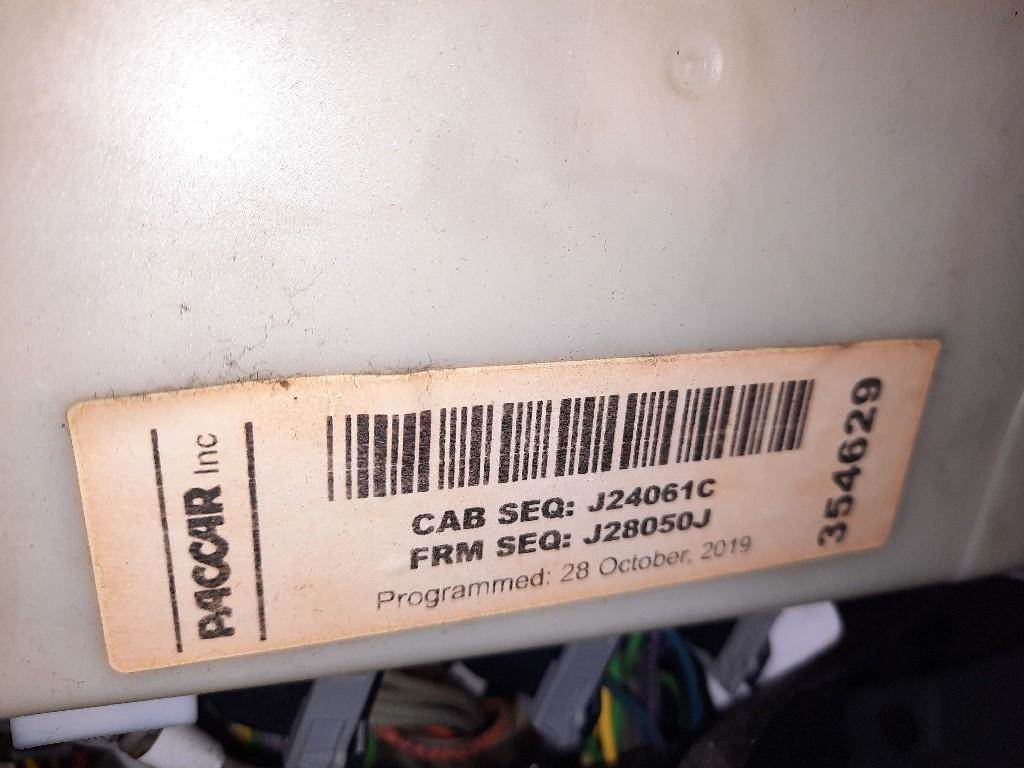 PACCAR Inc
CAB SEQ: J24061C
FRM SEQ: J28050J
Programmed: 28 October, 2019
354629